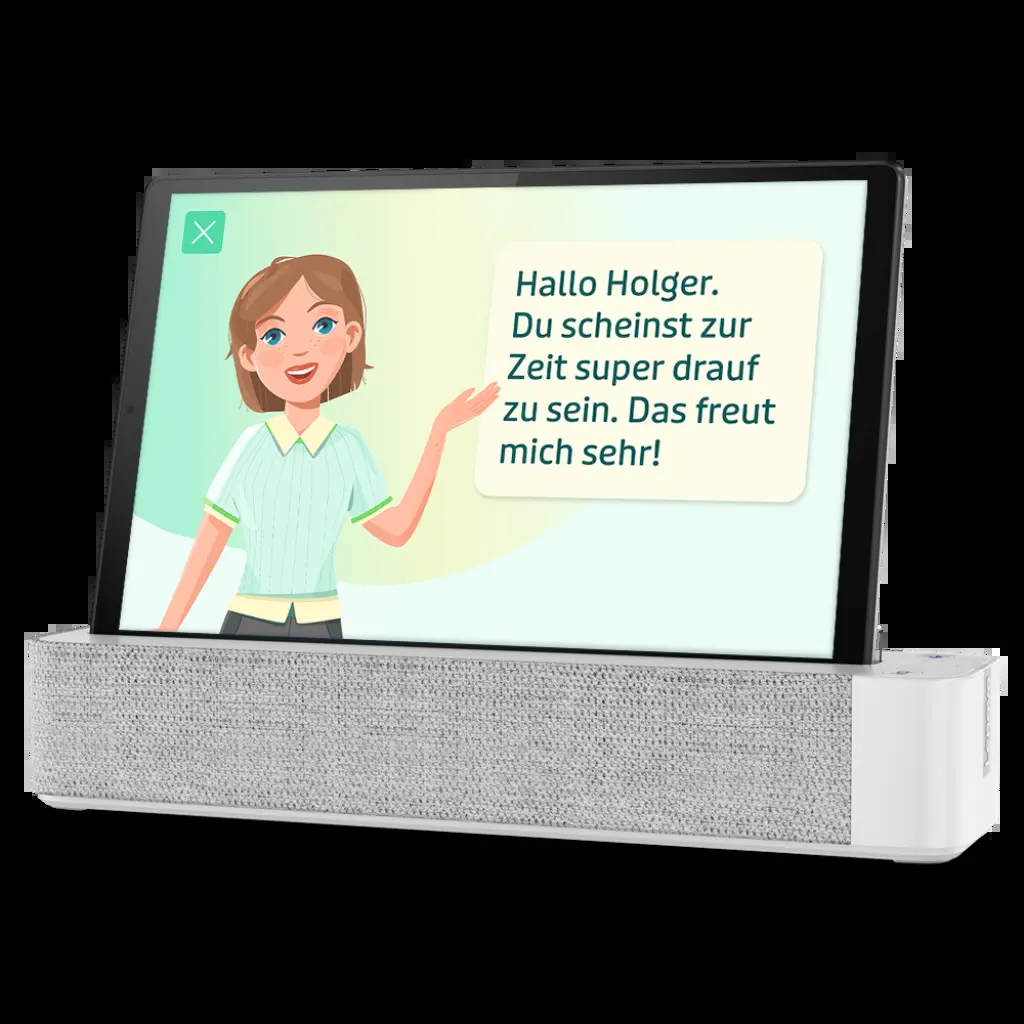 Hallo Holger.
Du scheinst zur
Zeit super drauf
zu sein. Das freut
mich sehr!